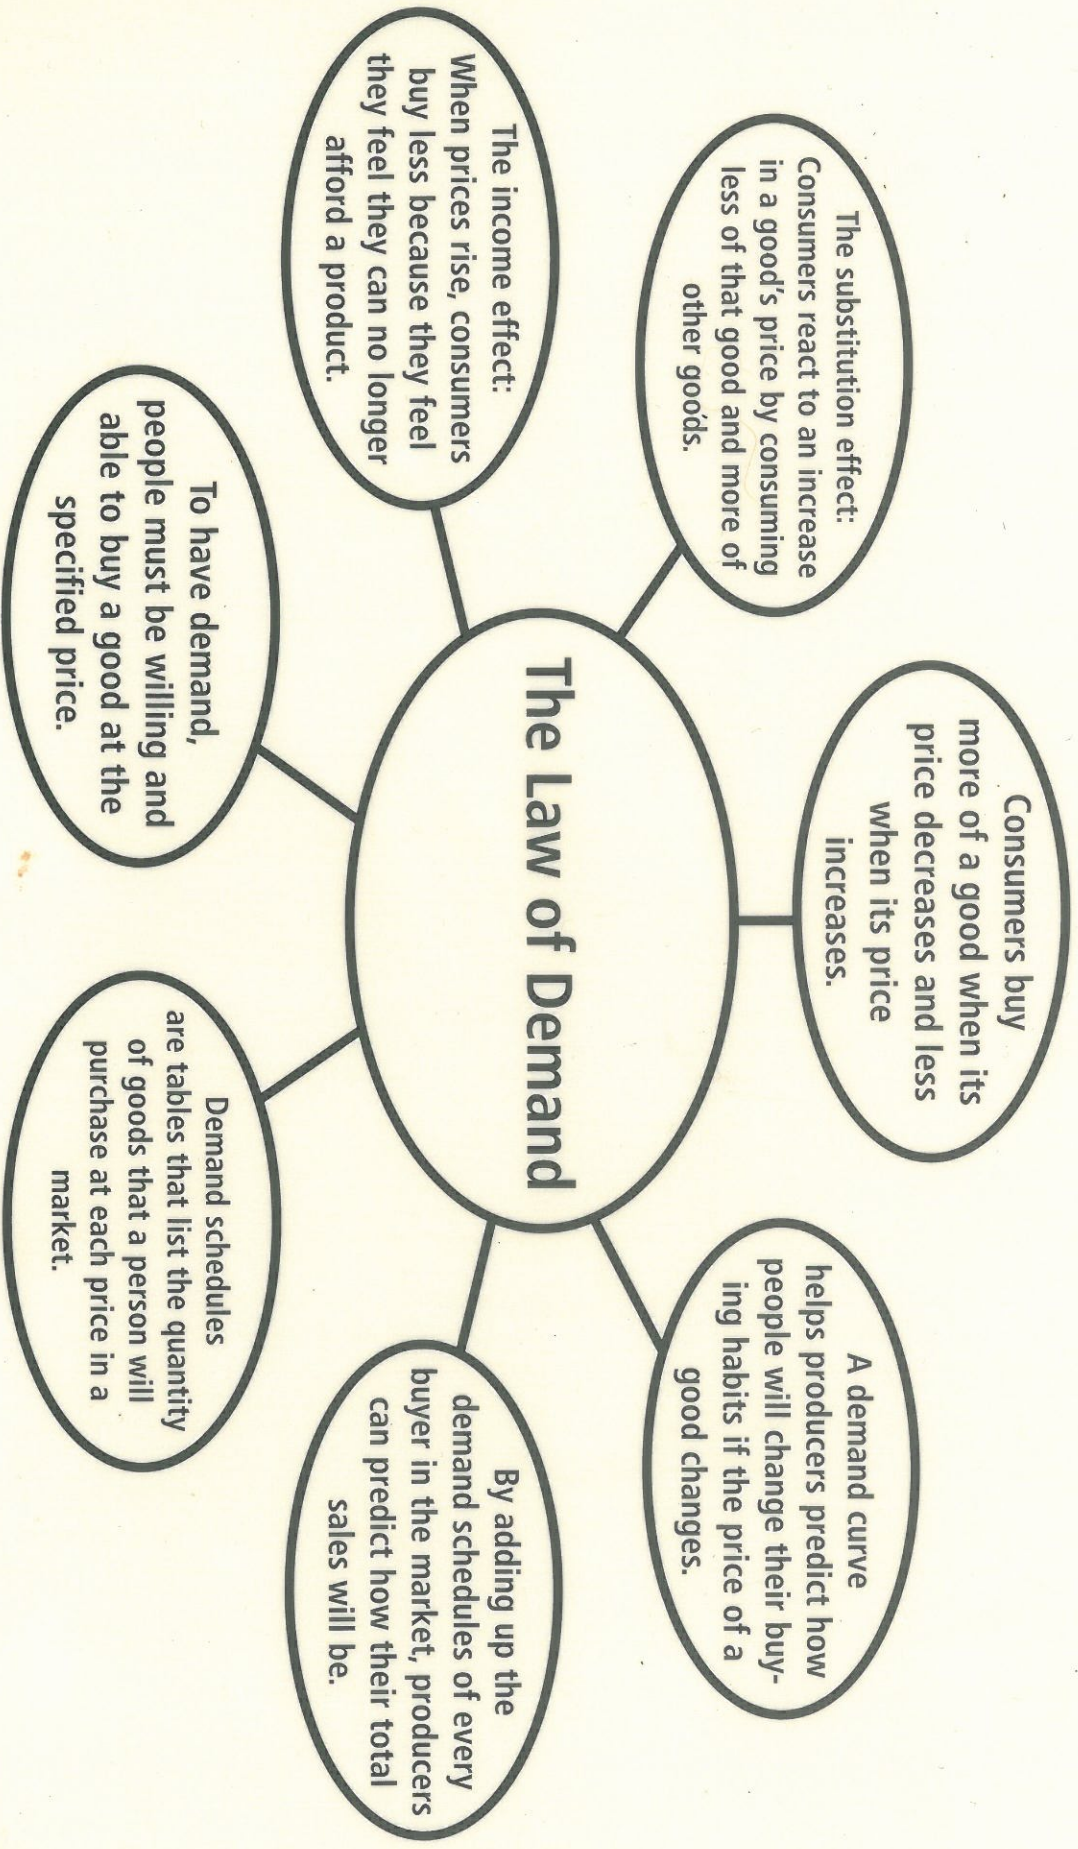 The Law of Demand
Consumers buy
more of a good when its
price decreases and less
when its price
increases.
A demand curve
helps producers predict how
people will change their buy-
ing habits if the price of a
good changes.
By adding up the
demand schedules of every
buyer in the market, producers
can predict how their total
sales will be.
Demand schedules
are tables that list the quantity
of goods that a person will
purchase at each price in a
market.
To have demand,
people must be willing and
able to buy a good at the
specified price.
The income effect:
When prices rise, consumers
buy less because they feel
they feel they can no longer
afford a product.
The substitution effect:
Consumers react to an increase
in a good's price by consuming
less of that good and more of
other goods.